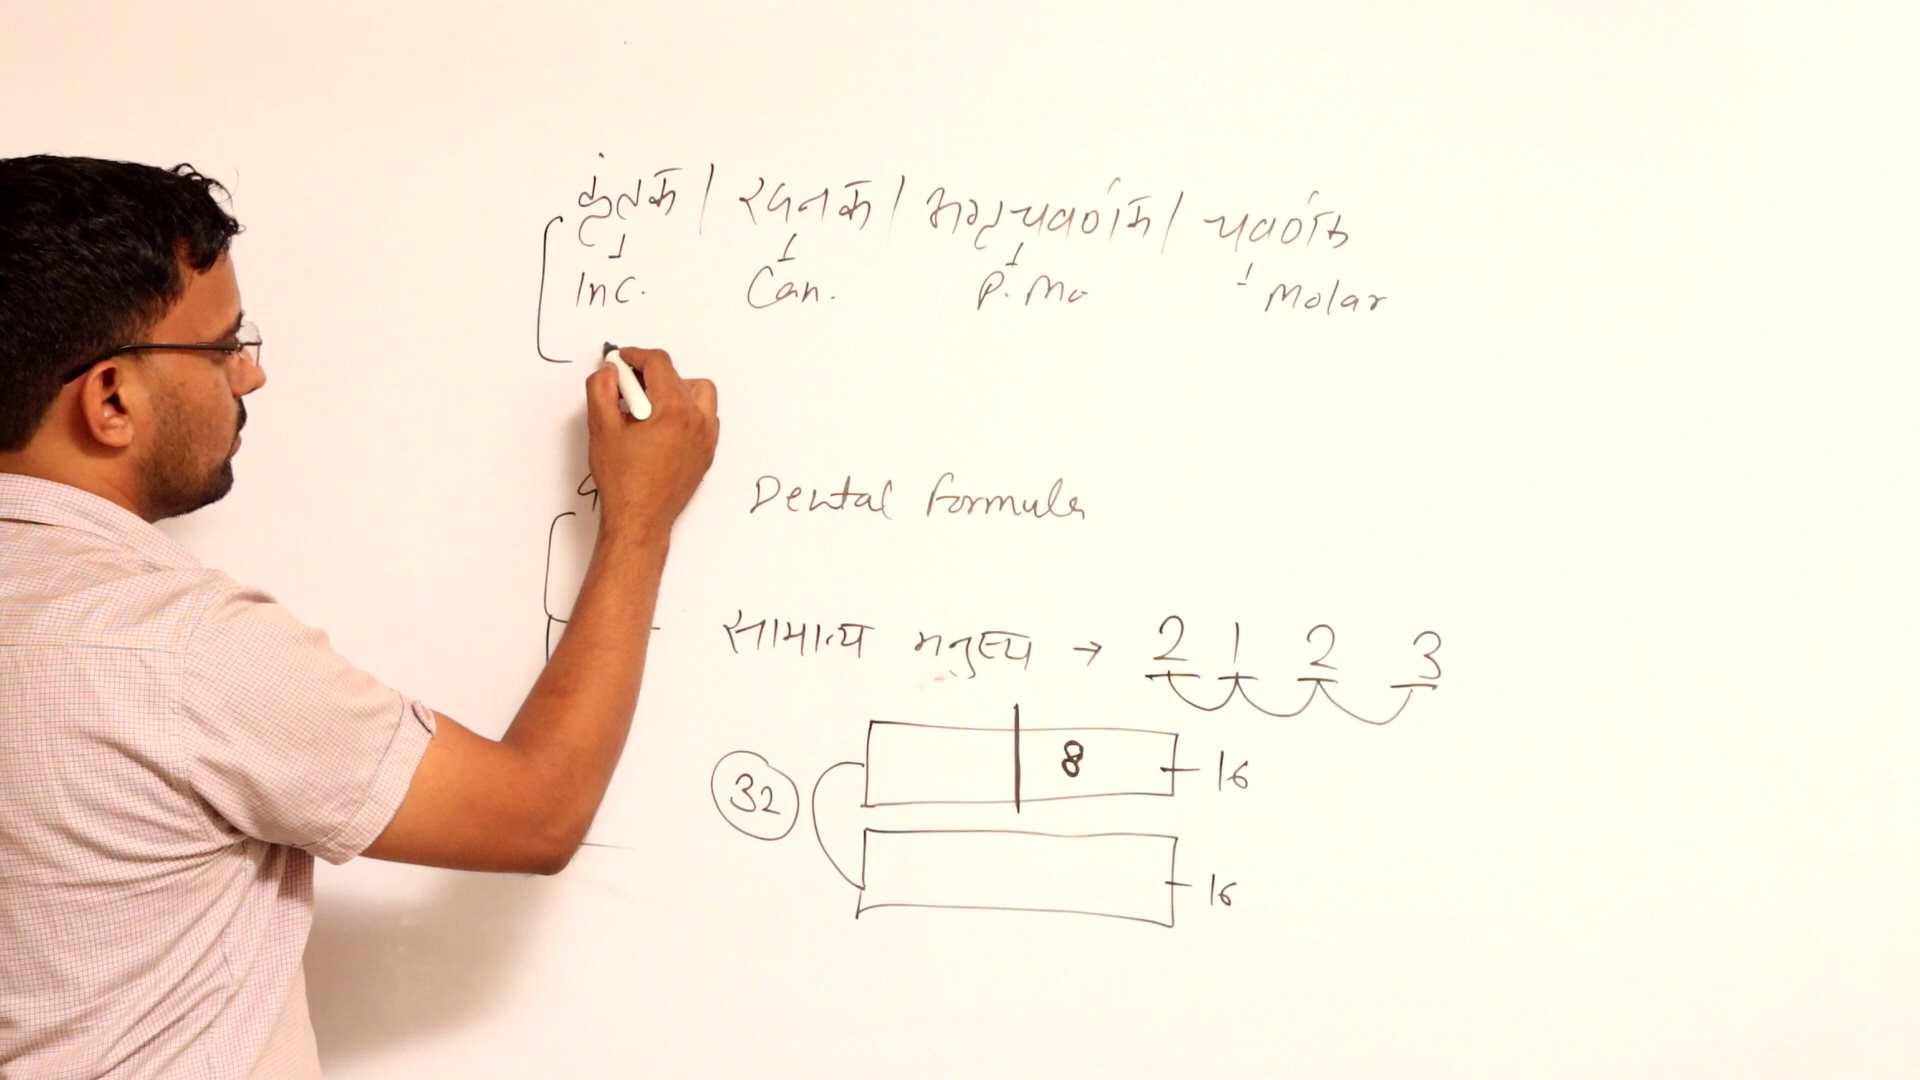 कृंतक / रदनक / अग्रचवर्णक / चवर्णक
Inc. Can. P. Mo Molar
Dental Formula
सामान्य मनुष्य → 2 1 2 3
8 16
32
16